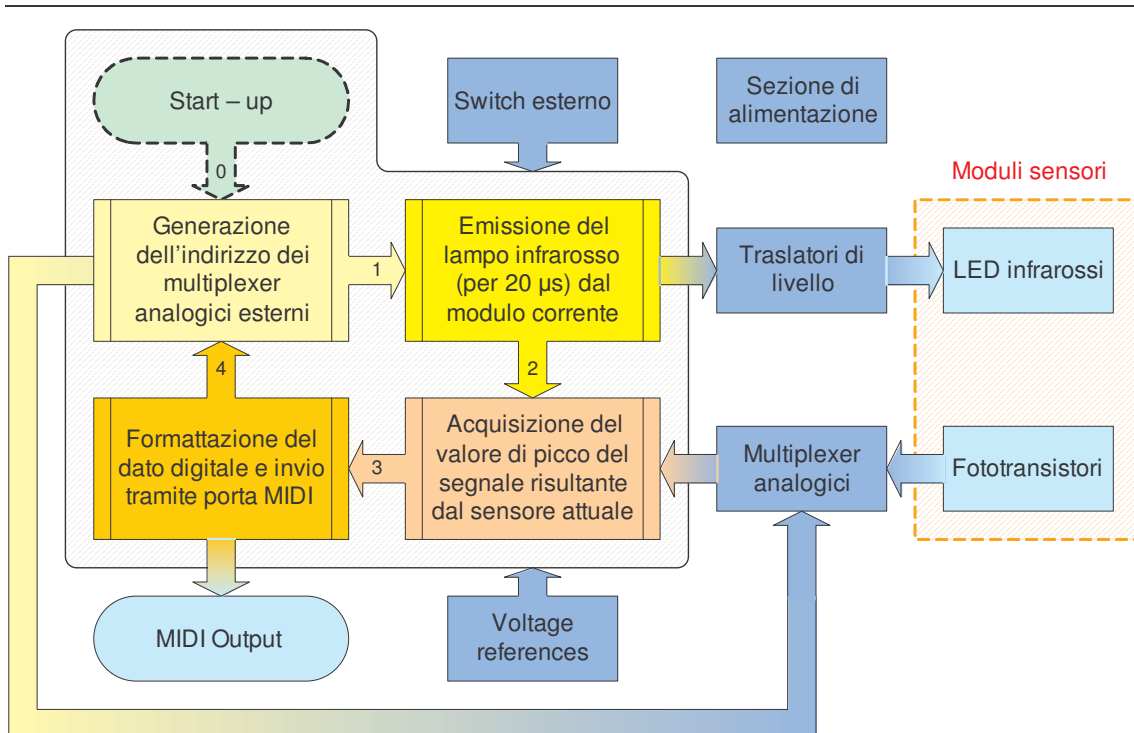 Start – up
Switch esterno
Sezione di
alimentazione
0
Moduli sensori
Generazione
dell'indirizzo dei
multiplexer
analogici esterni
1
Emissione del
lampo infrarosso
(per 20 µs) dal
modulo corrente
Traslatori di
livello
LED infrarossi
4
2
Formattazione del
dato digitale e invio
tramite porta MIDI
3
Acquisizione del
valore di picco del
segnale risultante
dal sensore attuale
Multiplexer
analogici
Fototransistori
MIDI Output
Voltage
references